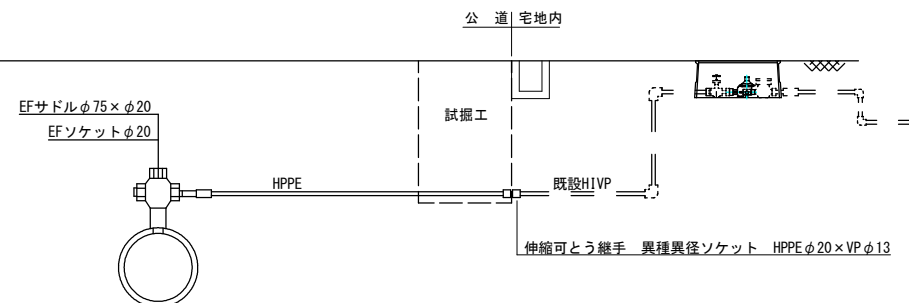 公　道 宅地内
EFサドルφ75×φ20
EFソケットφ20
試掘工
HPPE
既設HIVP
伸縮可とう継手　異種異径ソケット　HPPEφ20×VPφ13